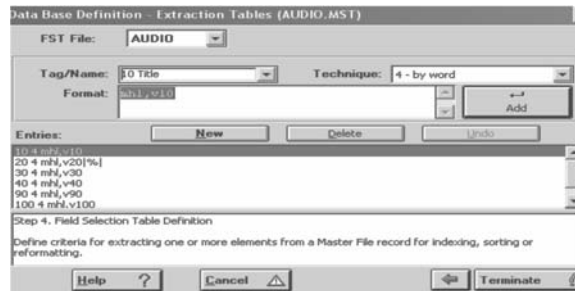 Data Base Definition - Extraction Tables (AUDIO.MST)
FST File: AUDIO
Tag/Name: 10 Title Technique: 4 - by word
Format: mhl,v10
Add
Entries: New Delete Undo
10 4 mhl,v10
20 4 mhl,v20|%|
30 4 mhl,v30
40 4 mhl,v40
90 4 mhl,v90
100 4 mhl,v100
Step 4. Field Selection Table Definition
Define criteria for extracting one or more elements from a Master File record for indexing, sorting or
reformatting.
Help ? Cancel Terminate